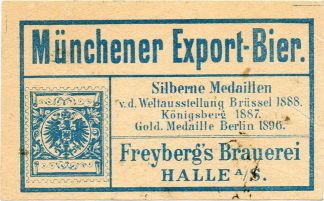 Münchener Export-Bier.
Silberne Medaillen
v. d. Weltausstellung Brüssel 1888.
Königsberg 1887.
Gold. Medaille Berlin 1896.
Freyberg's Brauerei
HALLE a/S.